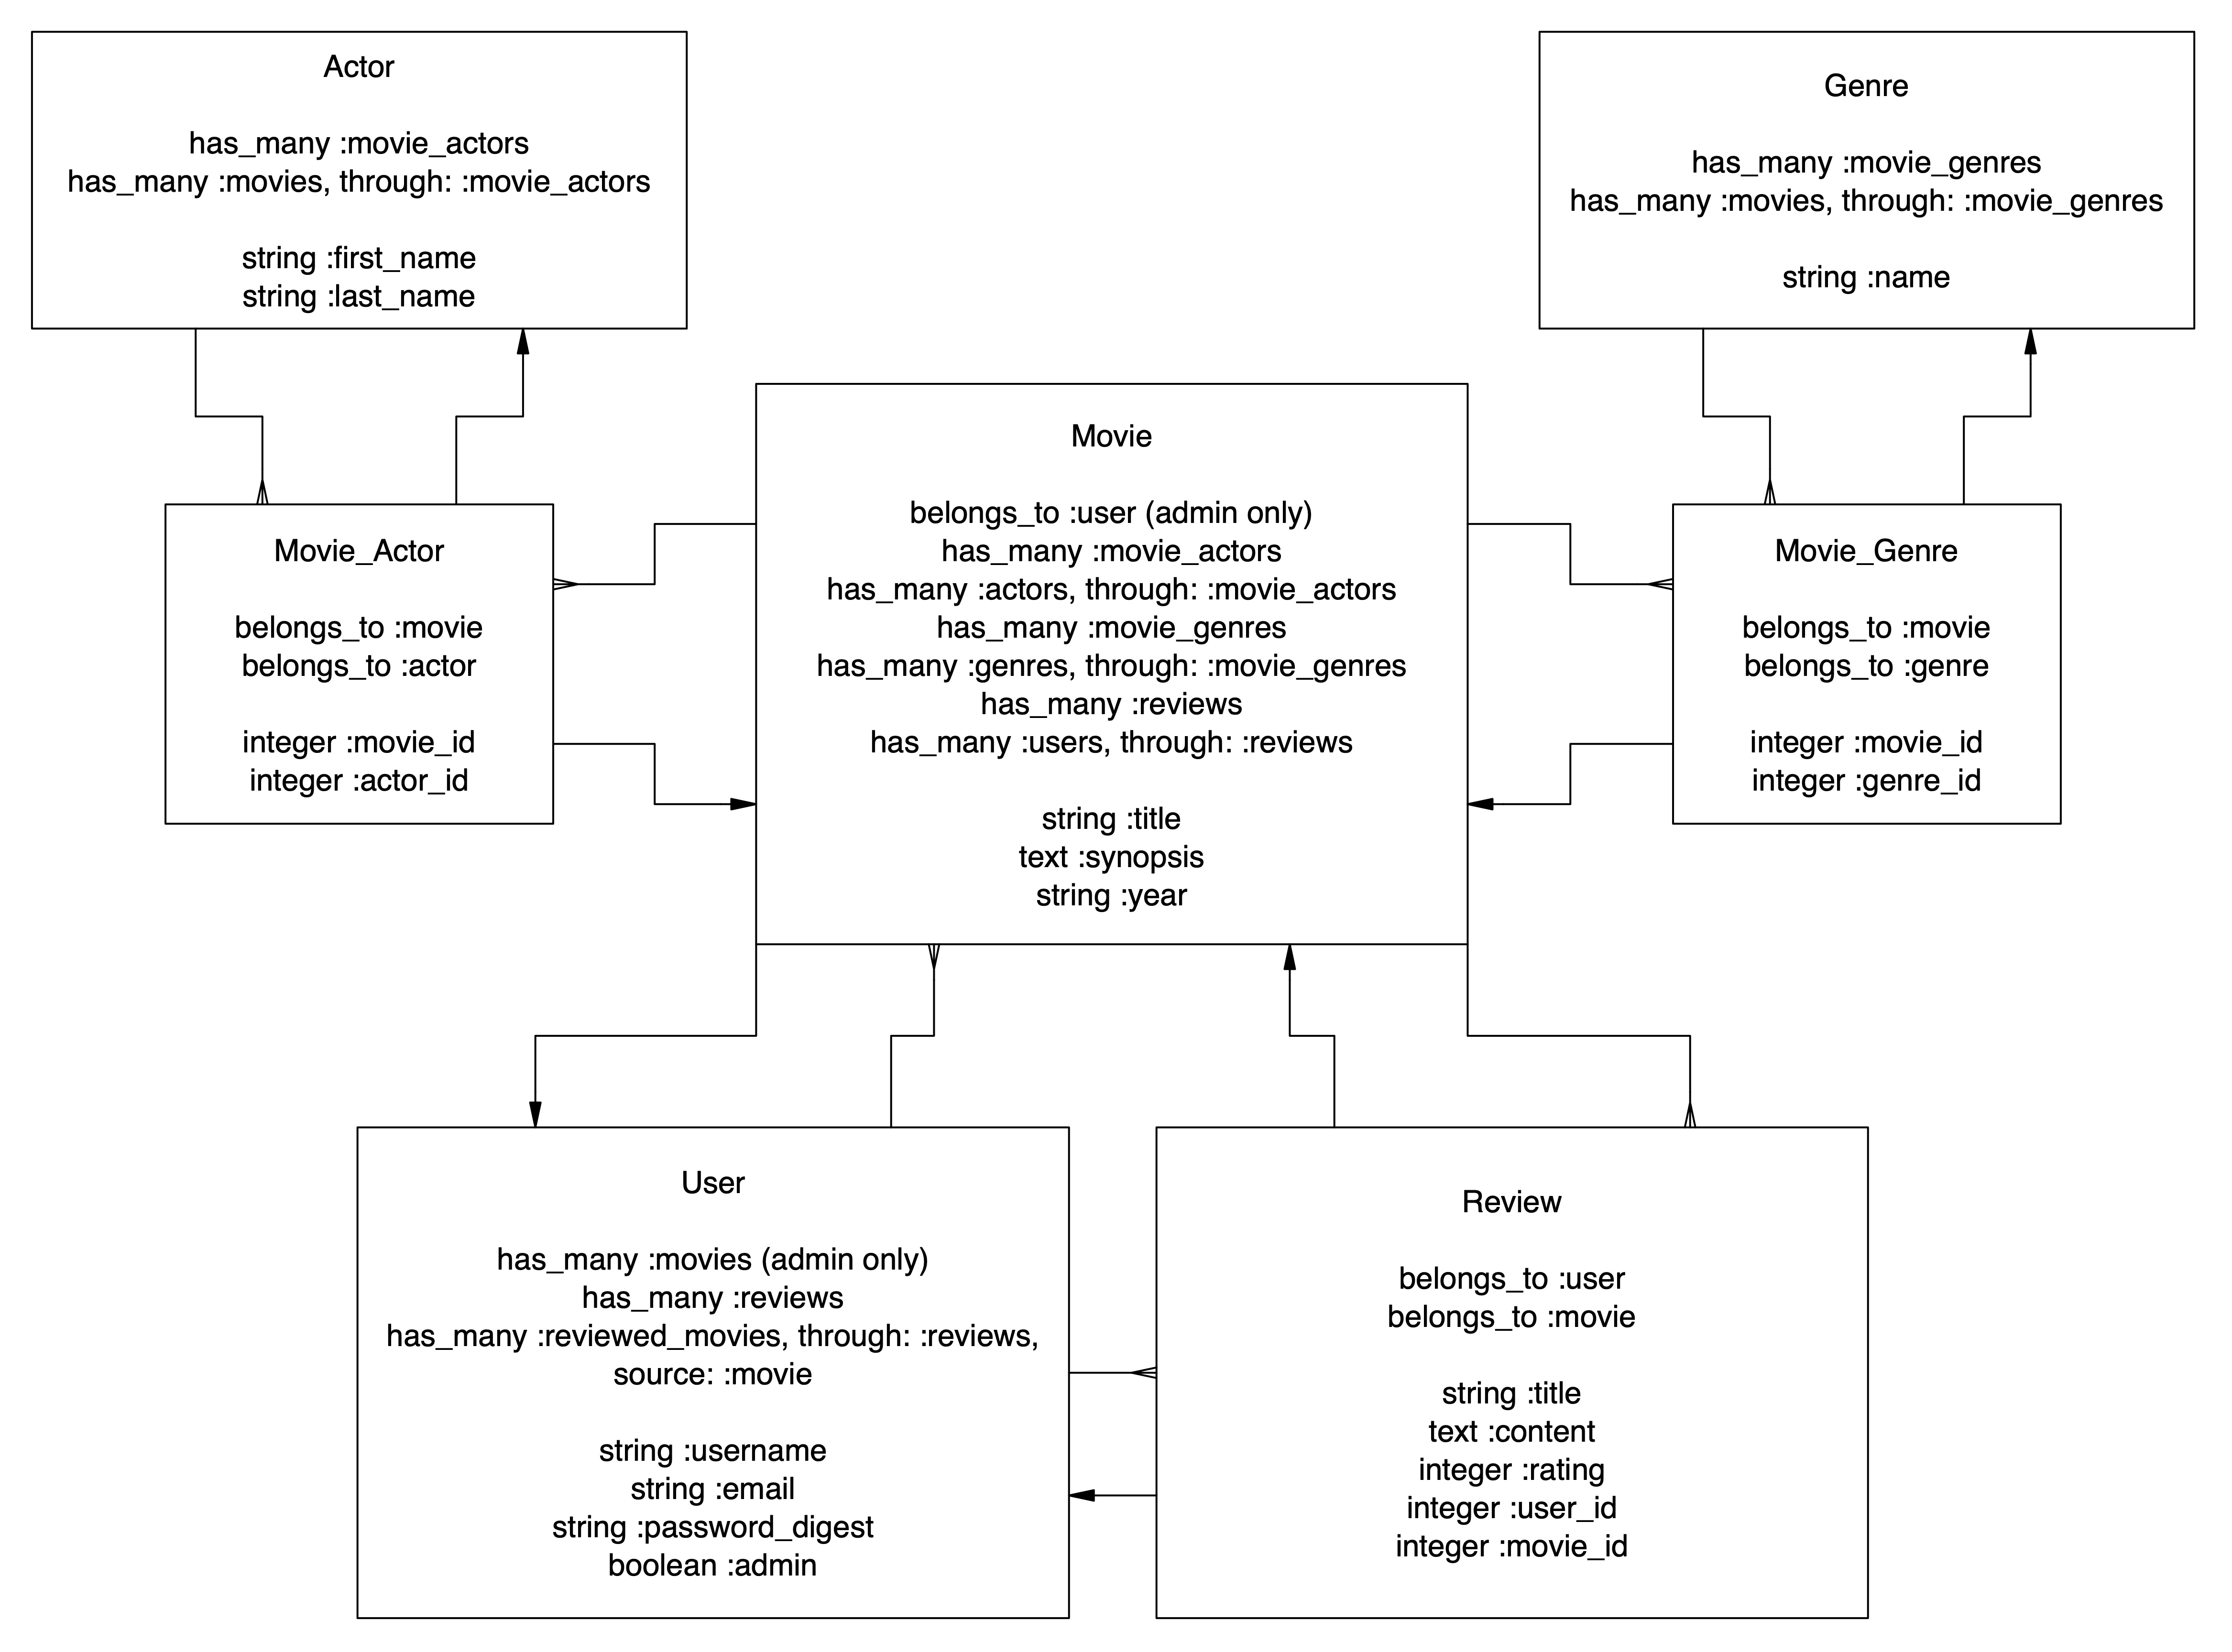 Actor
has_many :movie_actors
has_many :movies, through: :movie_actors
string :first_name
string :last_name
Genre
has_many :movie_genres
has_many :movies, through: :movie_genres
string :name
Movie_Actor
belongs_to :movie
belongs_to :actor
integer :movie_id
integer :actor_id
Movie
belongs_to :user (admin only)
has_many :movie_actors
has_many :actors, through: :movie_actors
has_many :movie_genres
has_many :genres, through: :movie_genres
has_many :reviews
has_many :users, through: :reviews
string :title
text :synopsis
string :year
Movie_Genre
belongs_to :movie
belongs_to :genre
integer :movie_id
integer :genre_id
User
has_many :movies (admin only)
has_many :reviews
has_many :reviewed_movies, through: :reviews,
source: :movie
string :username
string :email
string :password_digest
boolean :admin
Review
belongs_to :user
belongs_to :movie
string :title
text :content
integer :rating
integer :user_id
integer :movie_id